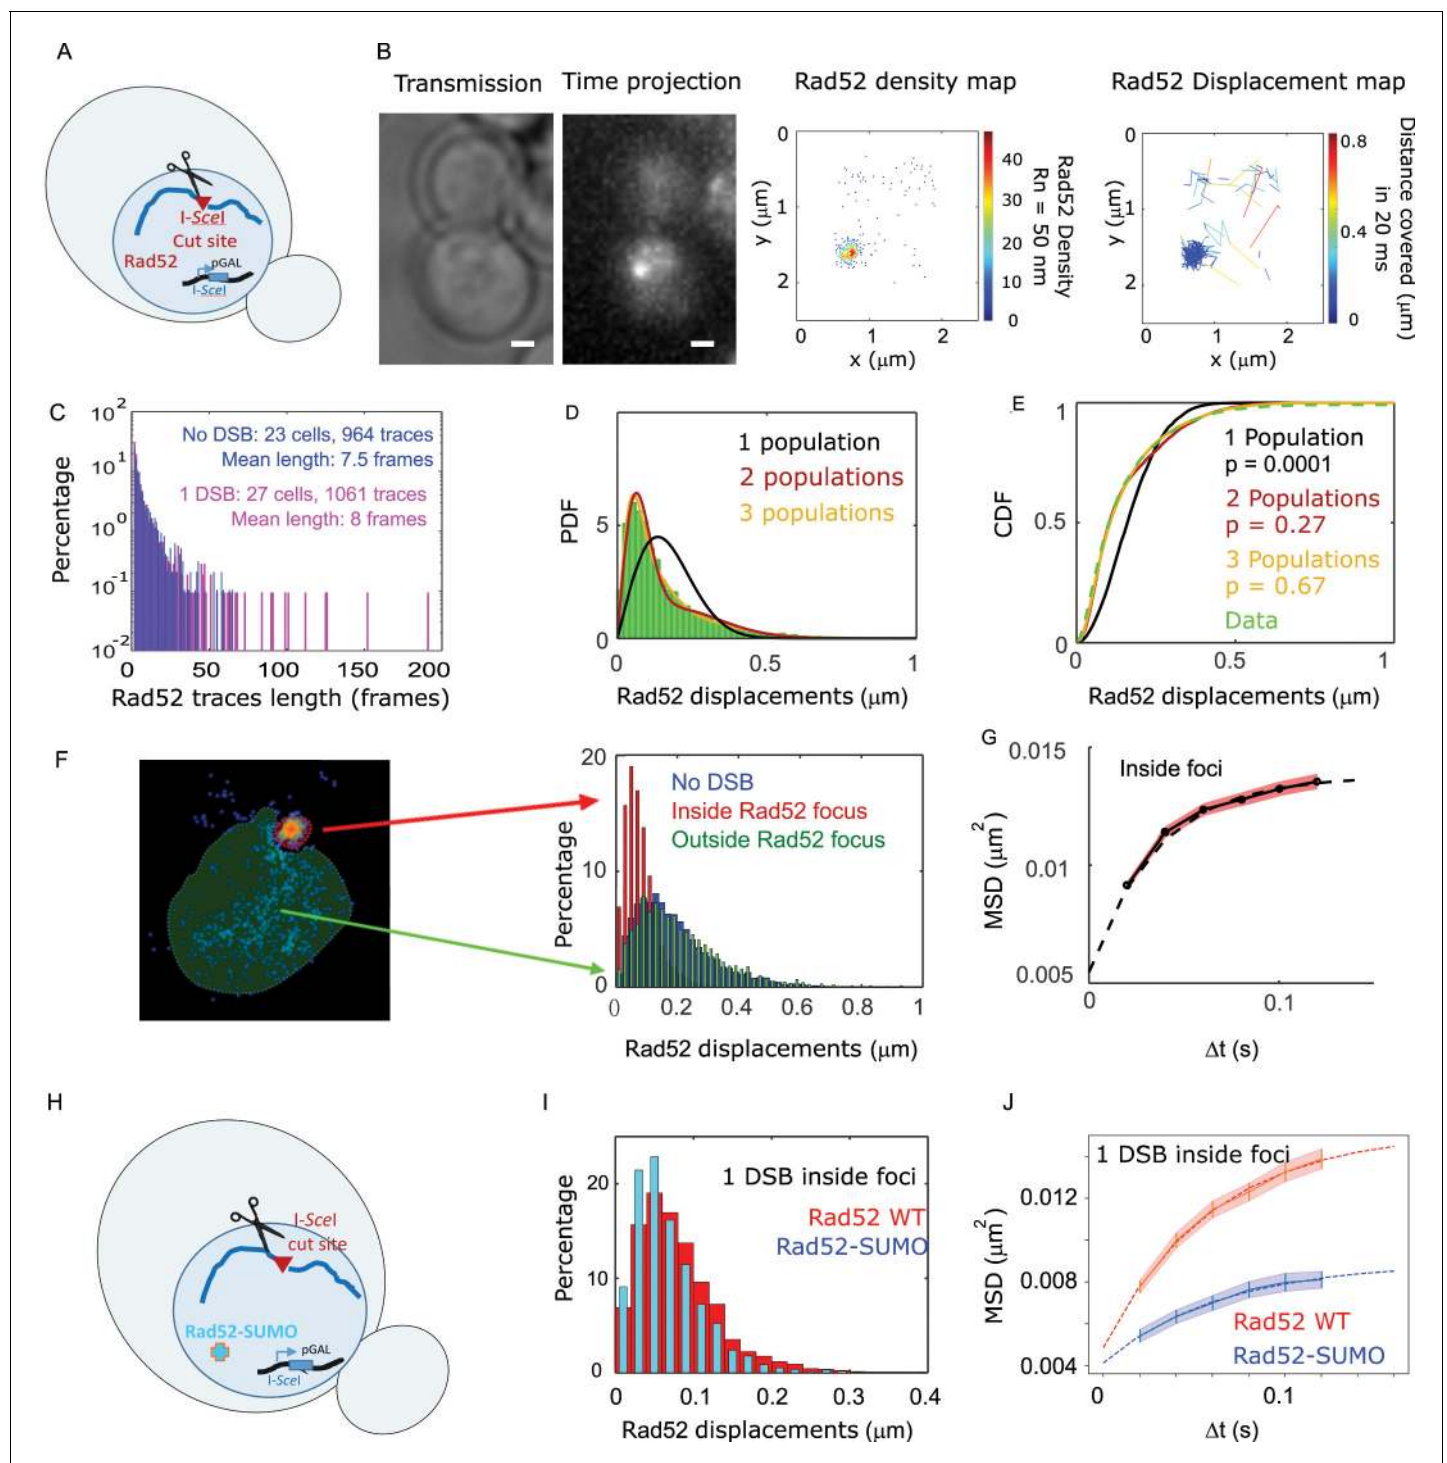 A
I-SceI
Cut site
Rad52
pGAL
I-SceI
B
Transmission
Time projection
Rad52 density map
0
1
2
y (μm)
0
1
2
x (μm)
40
30
20
10
0
Rad52 Density
Rn = 50 nm
Rad52 Displacement map
0
1
2
y (μm)
0
1
2
x (μm)
0.8
0.4
0
Distance covered (μm)
in 20 ms
C
10^2
10^1
10^0
10^-1
10^-2
Percentage
No DSB: 23 cells, 964 traces
Mean length: 7.5 frames
1 DSB: 27 cells, 1061 traces
Mean length: 8 frames
0 50 100 150 200
Rad52 traces length (frames)
D
PDF
5
0
1 population
2 populations
3 populations
0 0.5 1
Rad52 displacements (μm)
E
CDF
1
0.5
0
1 Population
p = 0.0001
2 Populations
p = 0.27
3 Populations
p = 0.67
Data
0 0.5 1
Rad52 displacements (μm)
F
20
10
0
Percentage
No DSB
Inside Rad52 focus
Outside Rad52 focus
0 0.2 0.4 0.6 0.8 1
Rad52 displacements (μm)
G
0.015
0.01
0.005
MSD (μm²)
Inside foci
0 0.1
Δt (s)
H
I-SceI
cut site
Rad52-SUMO
pGAL
I-SceI
I
20
10
0
Percentage
1 DSB inside foci
Rad52 WT
Rad52-SUMO
0 0.1 0.2 0.3 0.4
Rad52 displacements (μm)
J
0.012
0.008
0.004
MSD (μm²)
1 DSB inside foci
Rad52 WT
Rad52-SUMO
0 0.1
Δt (s)